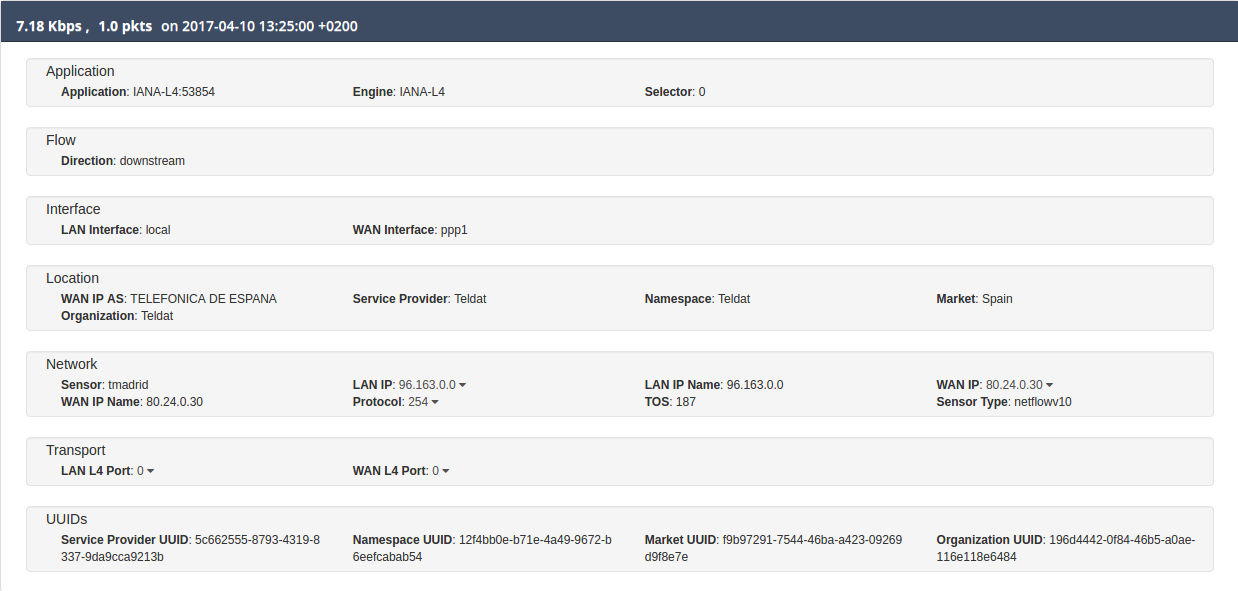 7.18 Kbps , 1.0 pkts on 2017-04-10 13:25:00 +0200
Application
Application: IANA-L4:53854 Engine: IANA-L4 Selector: 0
Flow
Direction: downstream
Interface
LAN Interface: local WAN Interface: ppp1
Location
WAN IP AS: TELEFONICA DE ESPANA Service Provider: Teldat Namespace: Teldat Market: Spain
Organization: Teldat
Network
Sensor: tmadrid LAN IP: 96.163.0.0 LAN IP Name: 96.163.0.0 WAN IP: 80.24.0.30
WAN IP Name: 80.24.0.30 Protocol: 254 TOS: 187 Sensor Type: netflowv10
Transport
LAN L4 Port: 0 WAN L4 Port: 0
UUIDs
Service Provider UUID: 5c662555-8793-4319-8 Namespace UUID: 12f4bb0e-b71e-4a49-9672-b Market UUID: f9b97291-7544-46ba-a423-09269 Organization UUID: 196d4442-0f84-46b5-a0ae-
337-9da9cca9213b 6eefcabab54 d9f8e7e 116e118e6484